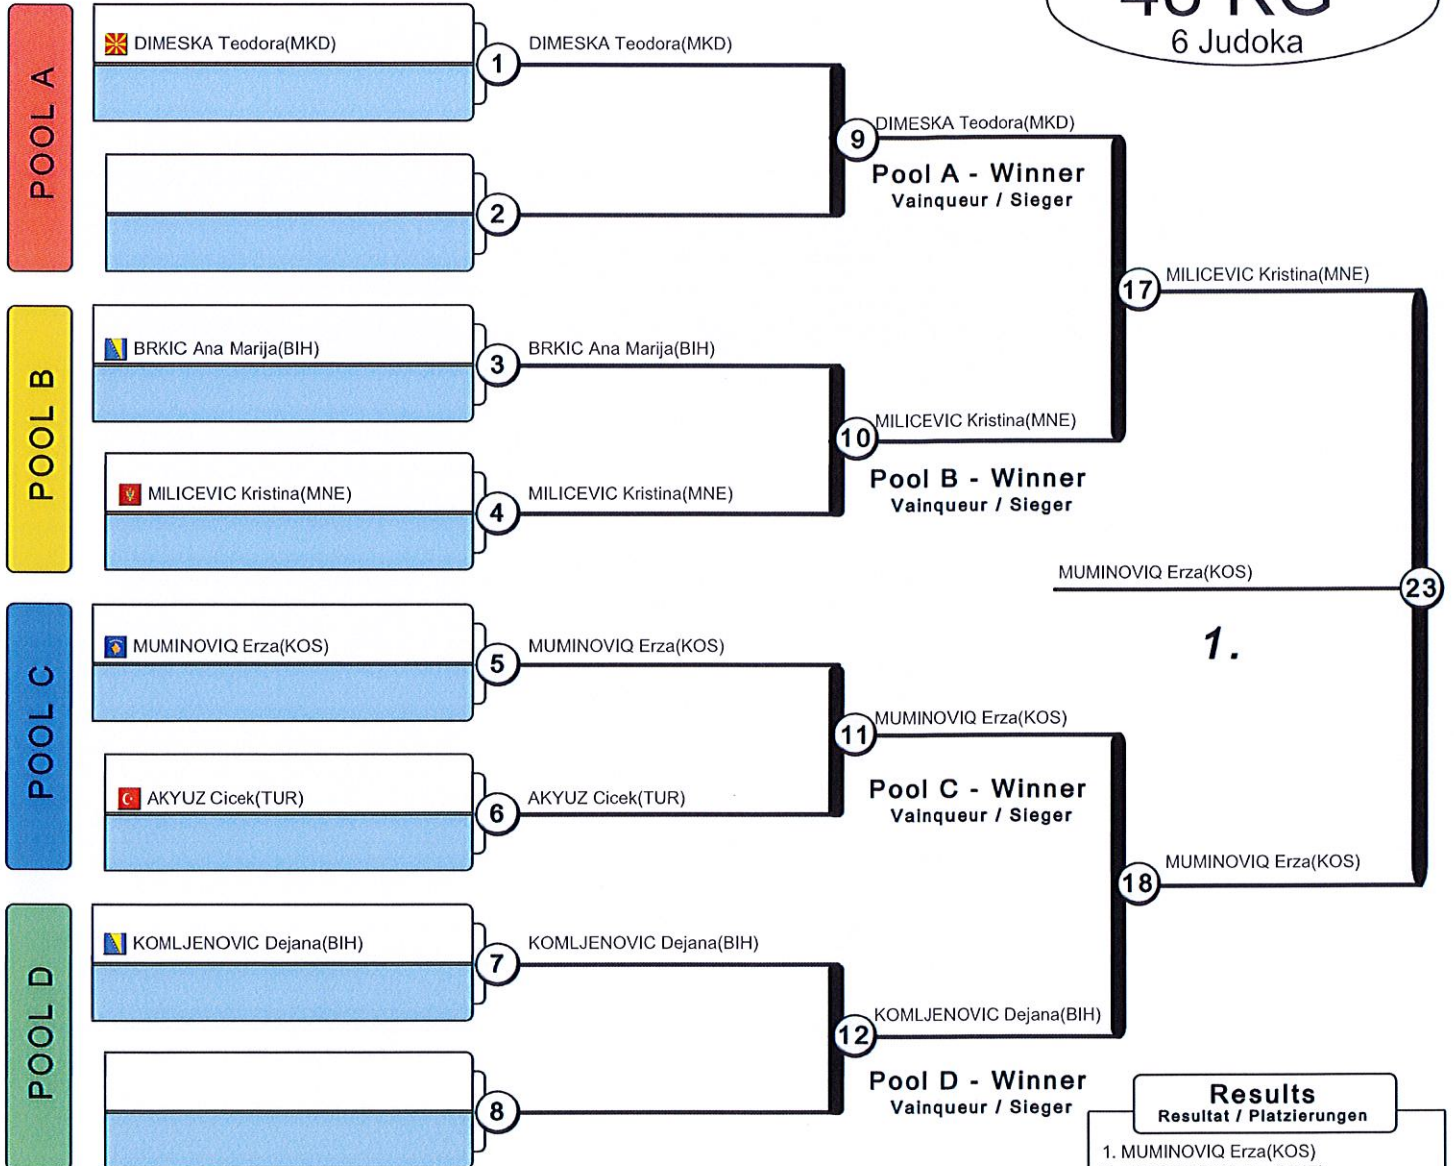 KG
6 Judoka
POOL A
DIMESKA Teodora(MKD)
1
DIMESKA Teodora(MKD)
2
9
DIMESKA Teodora(MKD)
Pool A - Winner
Vainqueur / Sieger
POOL B
BRKIC Ana Marija(BIH)
3
BRKIC Ana Marija(BIH)
MILICEVIC Kristina(MNE)
4
MILICEVIC Kristina(MNE)
10
MILICEVIC Kristina(MNE)
Pool B - Winner
Vainqueur / Sieger
17
MILICEVIC Kristina(MNE)
MUMINOVIQ Erza(KOS)
23
1.
POOL C
MUMINOVIQ Erza(KOS)
5
MUMINOVIQ Erza(KOS)
AKYUZ Cicek(TUR)
6
AKYUZ Cicek(TUR)
11
MUMINOVIQ Erza(KOS)
Pool C - Winner
Vainqueur / Sieger
18
MUMINOVIQ Erza(KOS)
POOL D
KOMLJENOVIC Dejana(BIH)
7
KOMLJENOVIC Dejana(BIH)
8
12
KOMLJENOVIC Dejana(BIH)
Pool D - Winner
Vainqueur / Sieger
Results
Resultat / Platzierungen
1. MUMINOVIQ Erza(KOS)